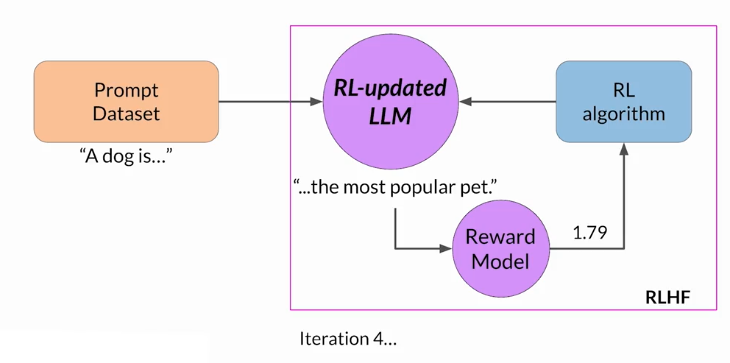 Prompt
Dataset
"A dog is…"
RL-updated
LLM
RL
algorithm
"...the most popular pet."
Reward
Model
1.79
RLHF
Iteration 4...